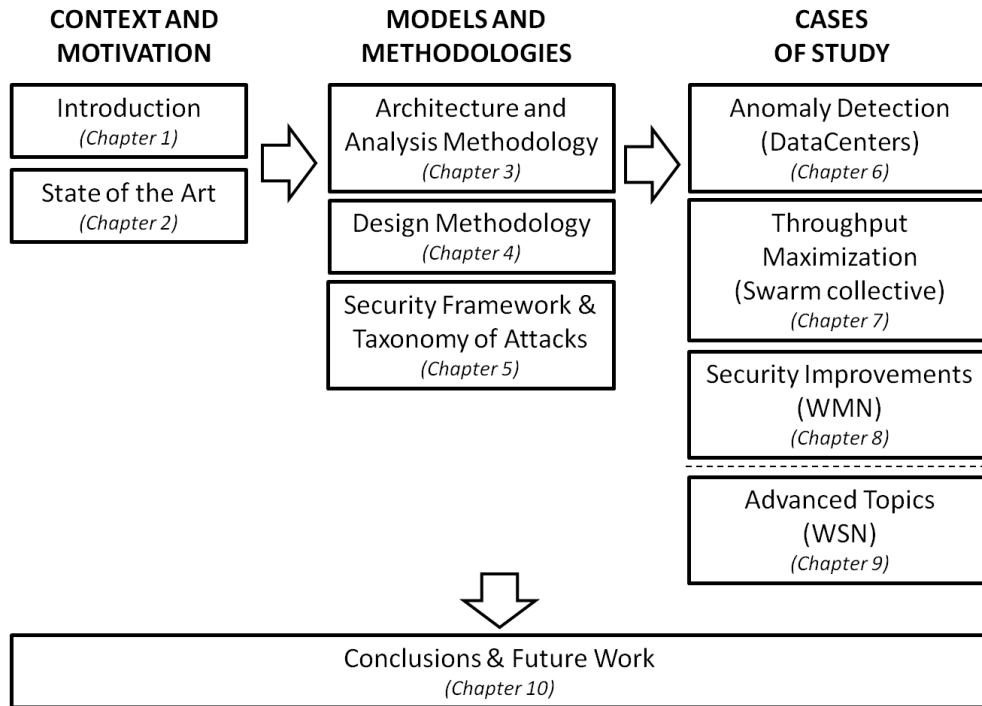 CONTEXT AND
MOTIVATION
Introduction
(Chapter 1)
State of the Art
(Chapter 2)
MODELS AND
METHODOLOGIES
Architecture and
Analysis Methodology
(Chapter 3)
Design Methodology
(Chapter 4)
Security Framework &
Taxonomy of Attacks
(Chapter 5)
CASES
OF STUDY
Anomaly Detection
(DataCenters)
(Chapter 6)
Throughput
Maximization
(Swarm collective)
(Chapter 7)
Security Improvements
(WMN)
(Chapter 8)
Advanced Topics
(WSN)
(Chapter 9)
Conclusions & Future Work
(Chapter 10)